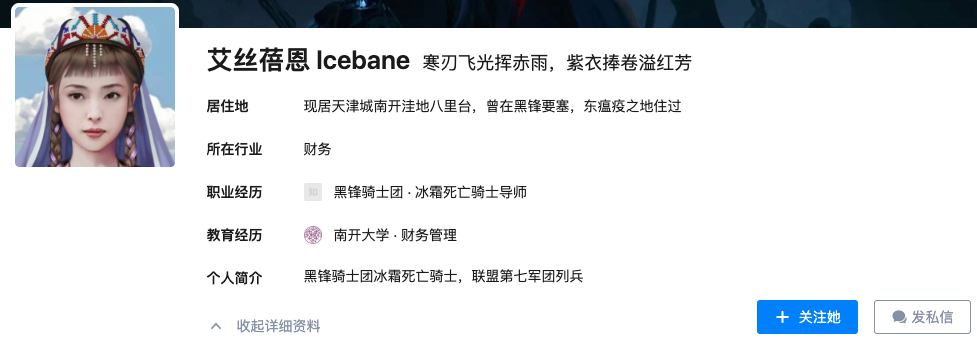 艾丝蓓恩 Icebane 寒刃飞光挥赤雨，紫衣捧卷溢红芳
居住地 现居天津城南开洼地八里台，曾在黑锋要塞，东瘟疫之地住过
所在行业 财务
职业经历 知 黑锋骑士团 · 冰霜死亡骑士导师
教育经历 南开大学 · 财务管理
个人简介 黑锋骑士团冰霜死亡骑士，联盟第七军团列兵
收起详细资料 关注她 发私信